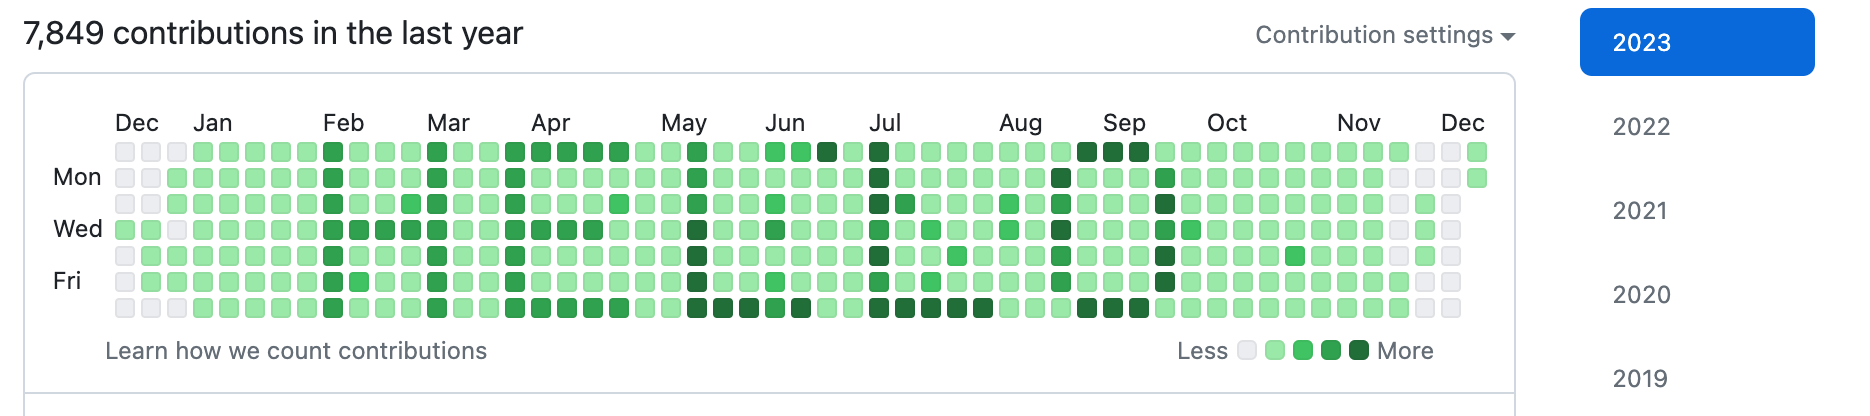 7,849 contributions in the last year
Contribution settings
2023
Dec Jan Feb Mar Apr May Jun Jul Aug Sep Oct Nov Dec
Mon
Wed
Fri
Learn how we count contributions
Less More
2022
2021
2020
2019